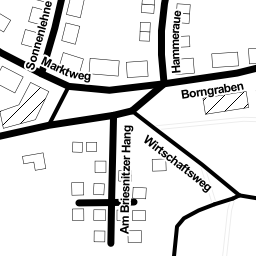 Sonnenlehne
Hammeraue
Marktweg
Borngraben
Am Briesnitzer Hang
Wirtschaftsweg